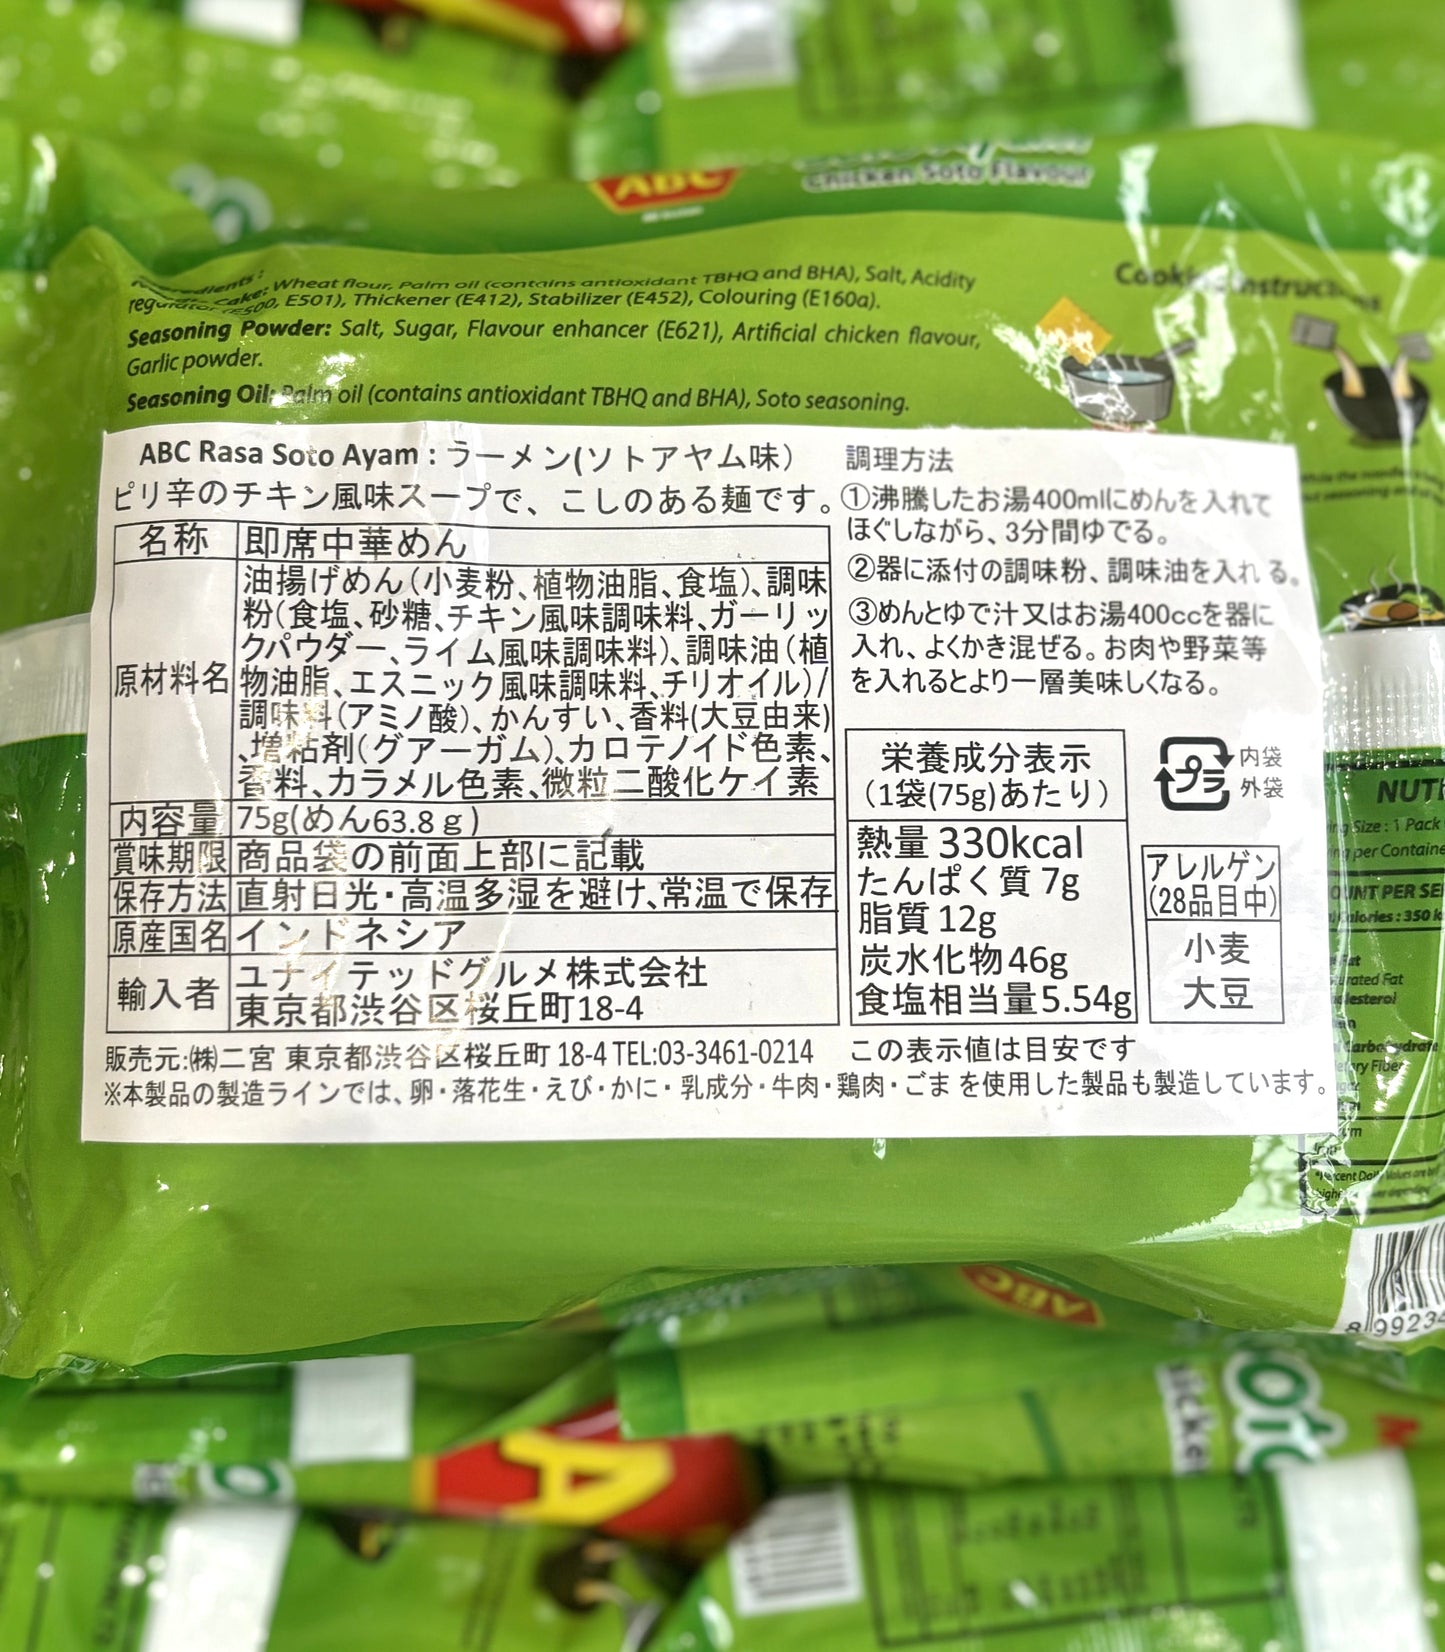 ABC
Chicken Soto Flavour
Wheat flour, Palm oil (contains antioxidant TBHQ and BHA), Salt, Acidity
E501), Thickener (E412), Stabilizer (E452), Colouring (E160a).
Seasoning Powder: Salt, Sugar, Flavour enhancer (E621), Artificial chicken flavour,
Garlic powder.
Seasoning Oil: Palm oil (contains antioxidant TBHQ and BHA), Soto seasoning.
ABC Rasa Soto Ayam : ラーメン(ソトアヤム味)
ピリ辛のチキン風味スープで、こしのある麺です。
名称 即席中華めん
原材料名
油揚げめん(小麦粉、植物油脂、食塩)、調味
粉(食塩、砂糖、チキン風味調味料、ガーリッ
クパウダー、ライム風味調味料)、調味油(植
物油脂、エスニック風味調味料、チリオイル)/
調味料(アミノ酸)、かんすい、香料(大豆由来)
、増粘剤(グアーガム)、カロテノイド色素、
香料、カラメル色素、微粒二酸化ケイ素
内容量 75g(めん63.8ｇ)
賞味期限 商品袋の前面上部に記載
保存方法 直射日光・高温多湿を避け、常温で保存
原産国名 インドネシア
輸入者
ユナイテッドグルメ株式会社
東京都渋谷区桜丘町18-4
調理方法
①沸騰したお湯400mlにめんを入れて
ほぐしながら、3分間ゆでる。
②器に添付の調味粉、調味油を入れる。
③めんとゆで汁又はお湯400ccを器に
入れ、よくかき混ぜる。お肉や野菜等
を入れるとより一層美味しくなる。
栄養成分表示
(1袋(75g)あたり)
熱量 330kcal
たんぱく質 7g
脂質 12g
炭水化物 46g
食塩相当量 5.54g
プラ
内袋
外袋
アレルゲン
(28品目中)
小麦
大豆
販売元:㈱二宮 東京都渋谷区桜丘町 18-4 TEL:03-3461-0214
この表示値は目安です
※本製品の製造ラインでは、卵・落花生・えび・かに・乳成分・牛肉・鶏肉・ごま を使用した製品も製造しています。
Size : 1 Pack
per
PER
Calories : 350
Fat
ABC